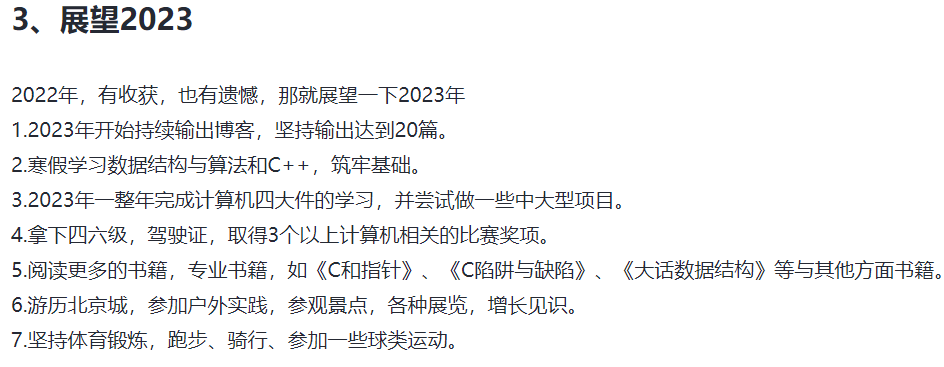 3、展望2023
2022年，有收获，也有遗憾，那就展望一下2023年
1.2023年开始持续输出博客，坚持输出达到20篇。
2.寒假学习数据结构与算法和C++，筑牢基础。
3.2023年一整年完成计算机四大件的学习，并尝试做一些中大型项目。
4.拿下四六级，驾驶证，取得3个以上计算机相关的比赛奖项。
5.阅读更多的书籍，专业书籍，如《C和指针》、《C陷阱与缺陷》、《大话数据结构》等与其他方面书籍。
6.游历北京城，参加户外实践，参观景点，各种展览，增长见识。
7.坚持体育锻炼，跑步、骑行、参加一些球类运动。